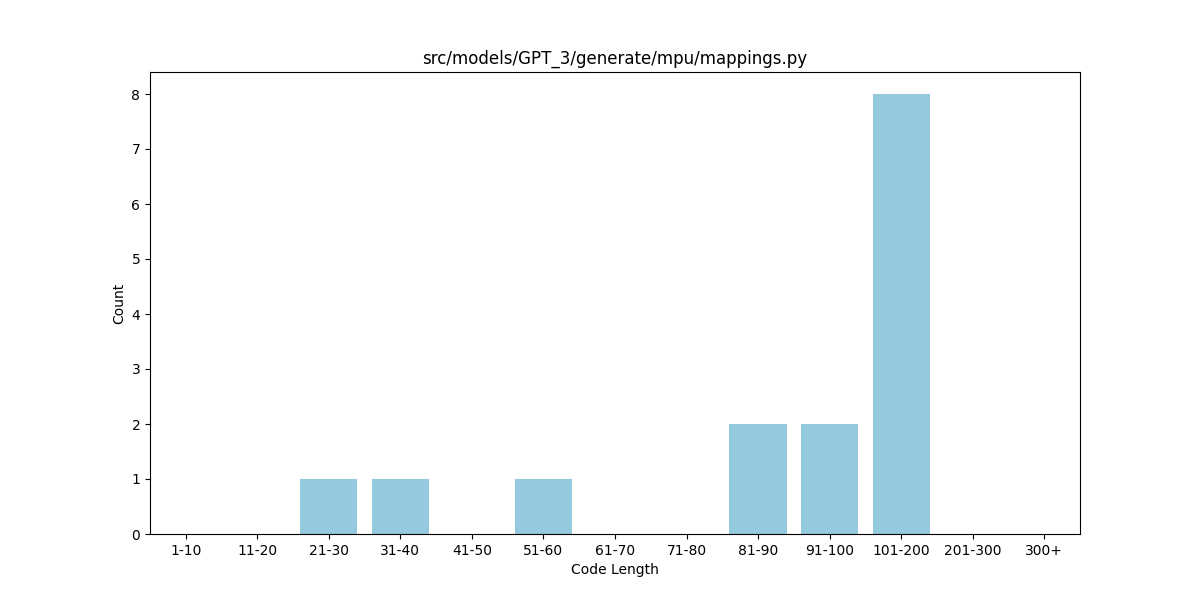 src/models/GPT_3/generate/mpu/mappings.py
8
7
6
5
4
3
2
1
0
Count
1-10 11-20 21-30 31-40 41-50 51-60 61-70 71-80 81-90 91-100 101-200 201-300 300+
Code Length